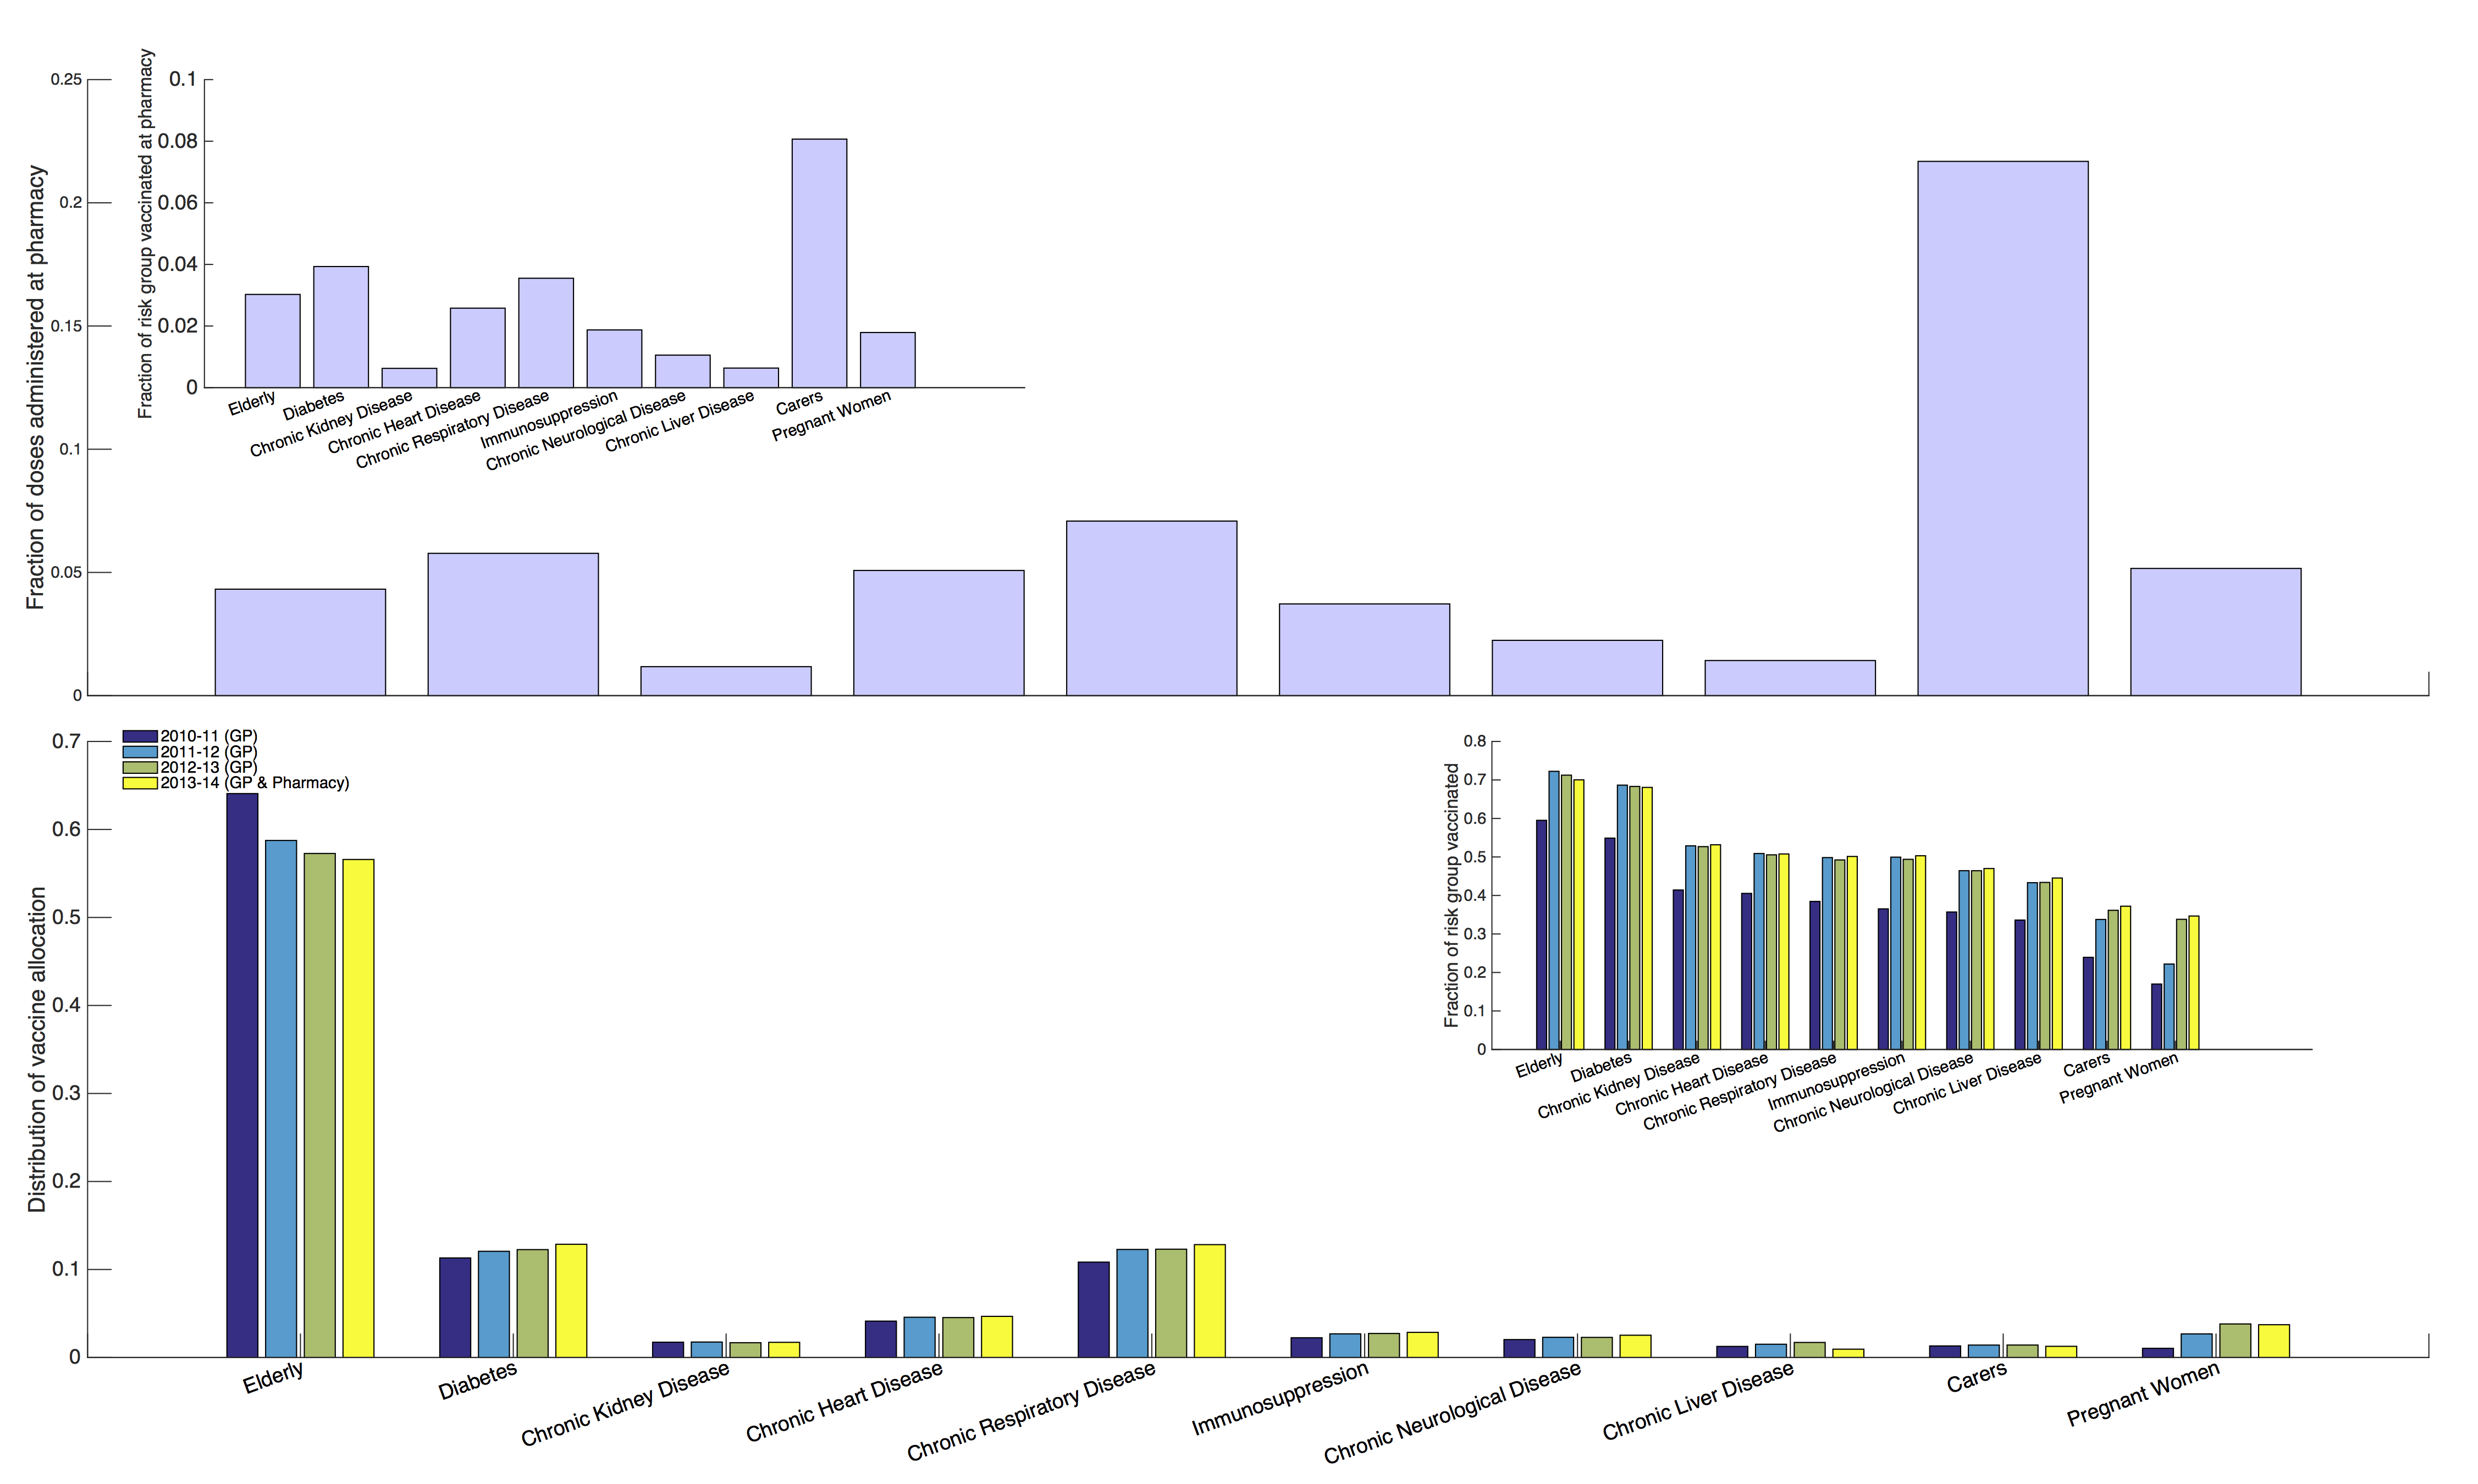 Fraction of doses administered at pharmacy
0.25
0.2
0.15
0.1
0.05
0
Fraction of risk group vaccinated at pharmacy
0.1
0.08
0.06
0.04
0.02
0
Elderly
Diabetes
Chronic Kidney Disease
Chronic Heart Disease
Chronic Respiratory Disease
Immunosuppression
Chronic Neurological Disease
Chronic Liver Disease
Carers
Pregnant Women
Distribution of vaccine allocation
0.7
0.6
0.5
0.4
0.3
0.2
0.1
0
2010-11 (GP)
2011-12 (GP)
2012-13 (GP)
2013-14 (GP & Pharmacy)
Fraction of risk group vaccinated
0.8
0.7
0.6
0.5
0.4
0.3
0.2
0.1
0
Elderly
Diabetes
Chronic Kidney Disease
Chronic Heart Disease
Chronic Respiratory Disease
Immunosuppression
Chronic Neurological Disease
Chronic Liver Disease
Carers
Pregnant Women
Elderly
Diabetes
Chronic Kidney Disease
Chronic Heart Disease
Chronic Respiratory Disease
Immunosuppression
Chronic Neurological Disease
Chronic Liver Disease
Carers
Pregnant Women